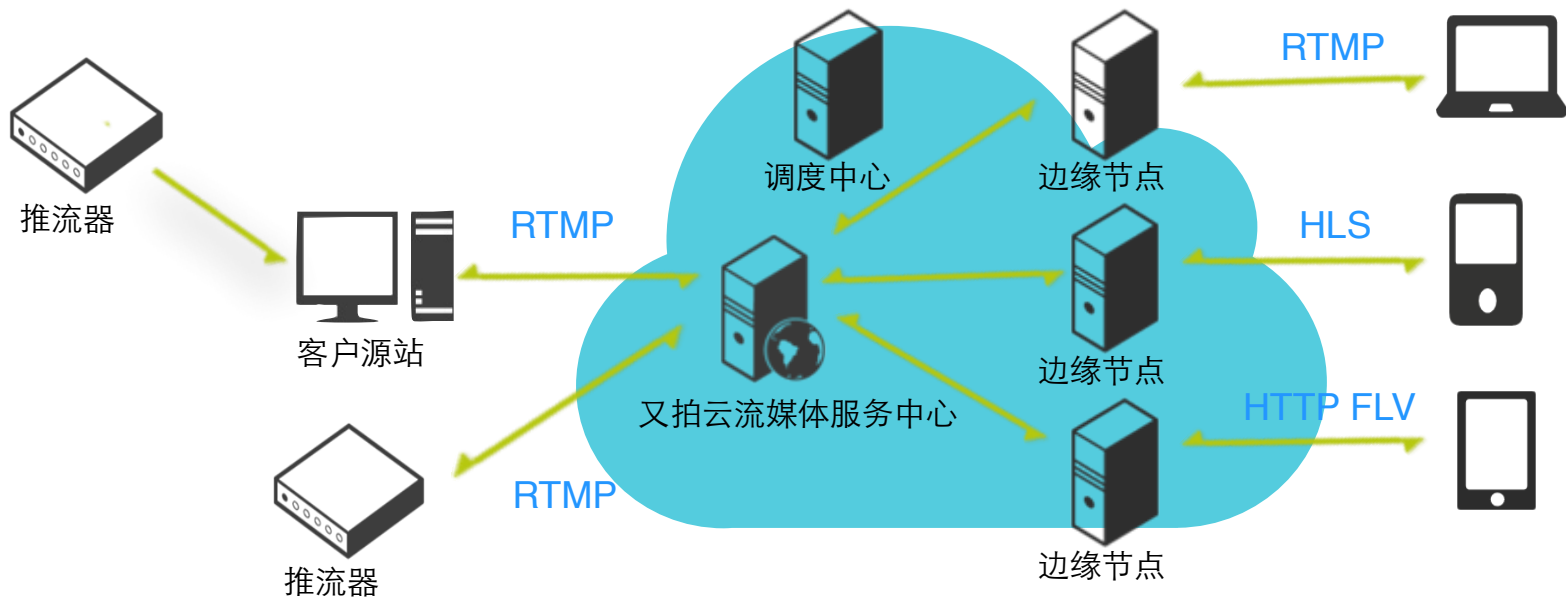 RTMP
调度中心
边缘节点
推流器
RTMP
HLS
客户源站
边缘节点
又拍云流媒体服务中心
HTTP FLV
RTMP
边缘节点
推流器